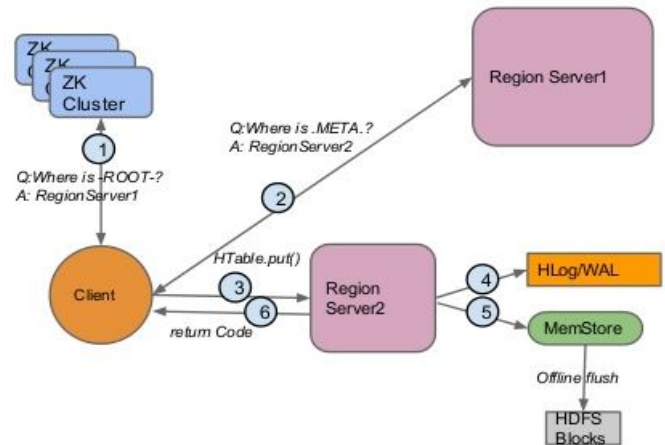 ZK
C
ZK
C
ZK
Cluster
1
Q:Where is -ROOT-?
A: RegionServer1
Region Server1
Q:Where is .META.?
A: RegionServer2
2
HTable.put()
Client
3
6
return Code
Region
Server2
4
5
HLog/WAL
MemStore
Offline flush
HDFS
Blocks